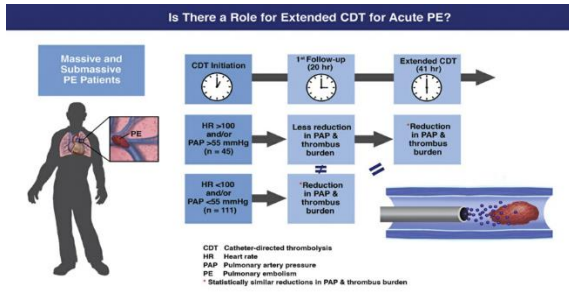 Is There a Role for Extended CDT for Acute PE?
Massive and
Submassive
PE Patients
PE
CDT Initiation
1st Follow-up
(20 hr)
Extended CDT
(41 hr)
HR >100
and/or
PAP >55 mmHg
(n = 45)
Less reduction
in PAP &
thrombus
burden
*Reduction
in PAP &
thrombus
burden
≠
=
HR <100
and/or
PAP <55 mmHg
(n = 111)
*Reduction
in PAP &
thrombus
burden
CDT Catheter-directed thrombolysis
HR Heart rate
PAP Pulmonary artery pressure
PE Pulmonary embolism
* Statistically similar reductions in PAP & thrombus burden